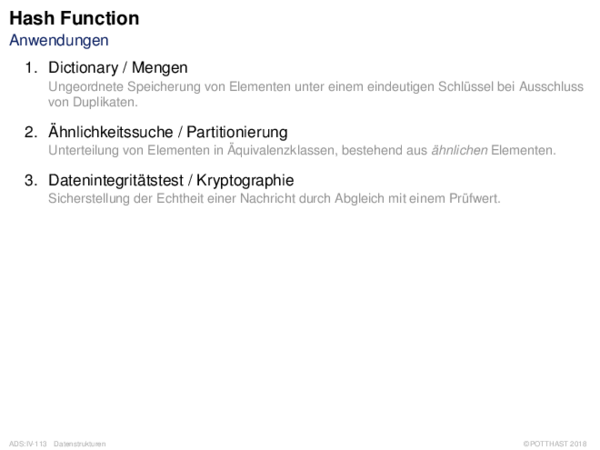 Hash Function
Anwendungen
1. Dictionary / Mengen
Ungeordnete Speicherung von Elementen unter einem eindeutigen Schlüssel bei Ausschluss
von Duplikaten.
2. Ähnlichkeitssuche / Partitionierung
Unterteilung von Elementen in Äquivalenzklassen, bestehend aus ähnlichen Elementen.
3. Datenintegritätstest / Kryptographie
Sicherstellung der Echtheit einer Nachricht durch Abgleich mit einem Prüfwert.
ADS:IV-113 Datenstrukturen
© POTTHAST 2018